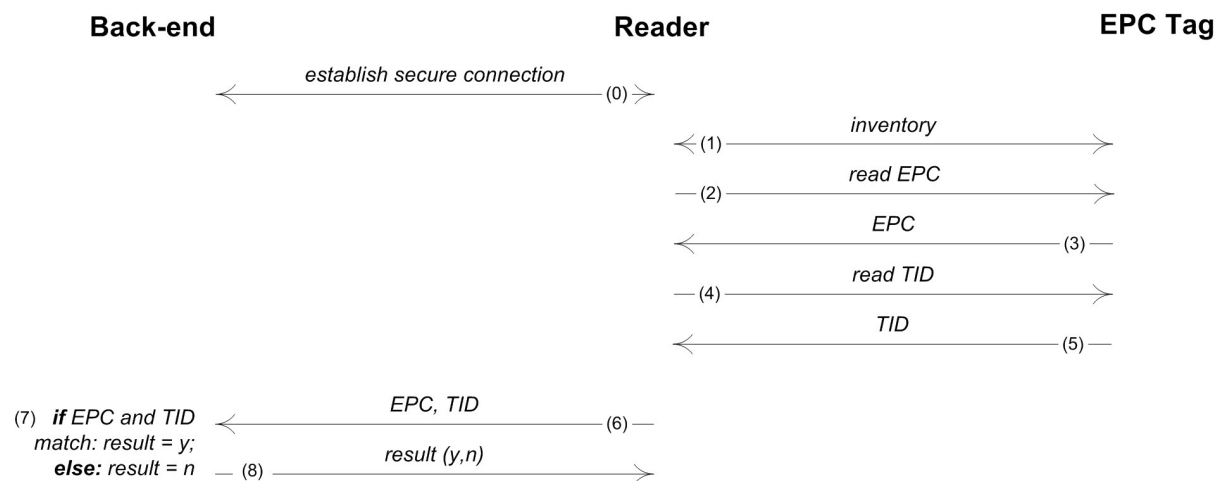 Back-end Reader EPC Tag
establish secure connection
(0)
inventory
(1)
read EPC
(2)
EPC
(3)
read TID
(4)
TID
(5)
EPC, TID
(6)
(7) if EPC and TID
match: result = y;
else: result = n
result (y,n)
(8)